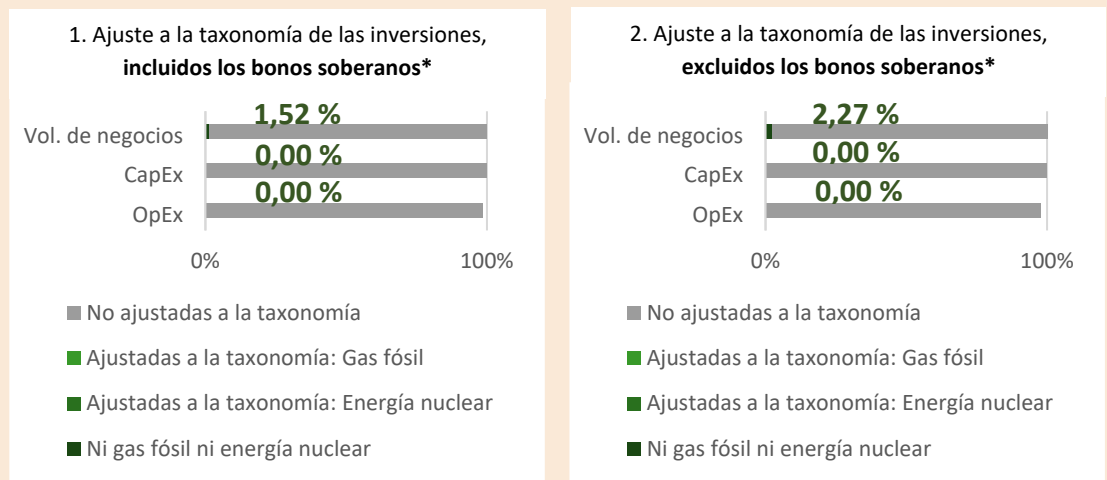 1. Ajuste a la taxonomía de las inversiones,
incluidos los bonos soberanos*
1,52 %
Vol. de negocios
0,00 %
CapEx
0,00 %
OpEx
0%
100%
No ajustadas a la taxonomía
Ajustadas a la taxonomía: Gas fósil
Ajustadas a la taxonomía: Energía nuclear
Ni gas fósil ni energía nuclear
2. Ajuste a la taxonomía de las inversiones,
excluidos los bonos soberanos*
2,27 %
Vol. de negocios
0,00 %
CapEx
0,00 %
OpEx
0%
100%
No ajustadas a la taxonomía
Ajustadas a la taxonomía: Gas fósil
Ajustadas a la taxonomía: Energía nuclear
Ni gas fósil ni energía nuclear